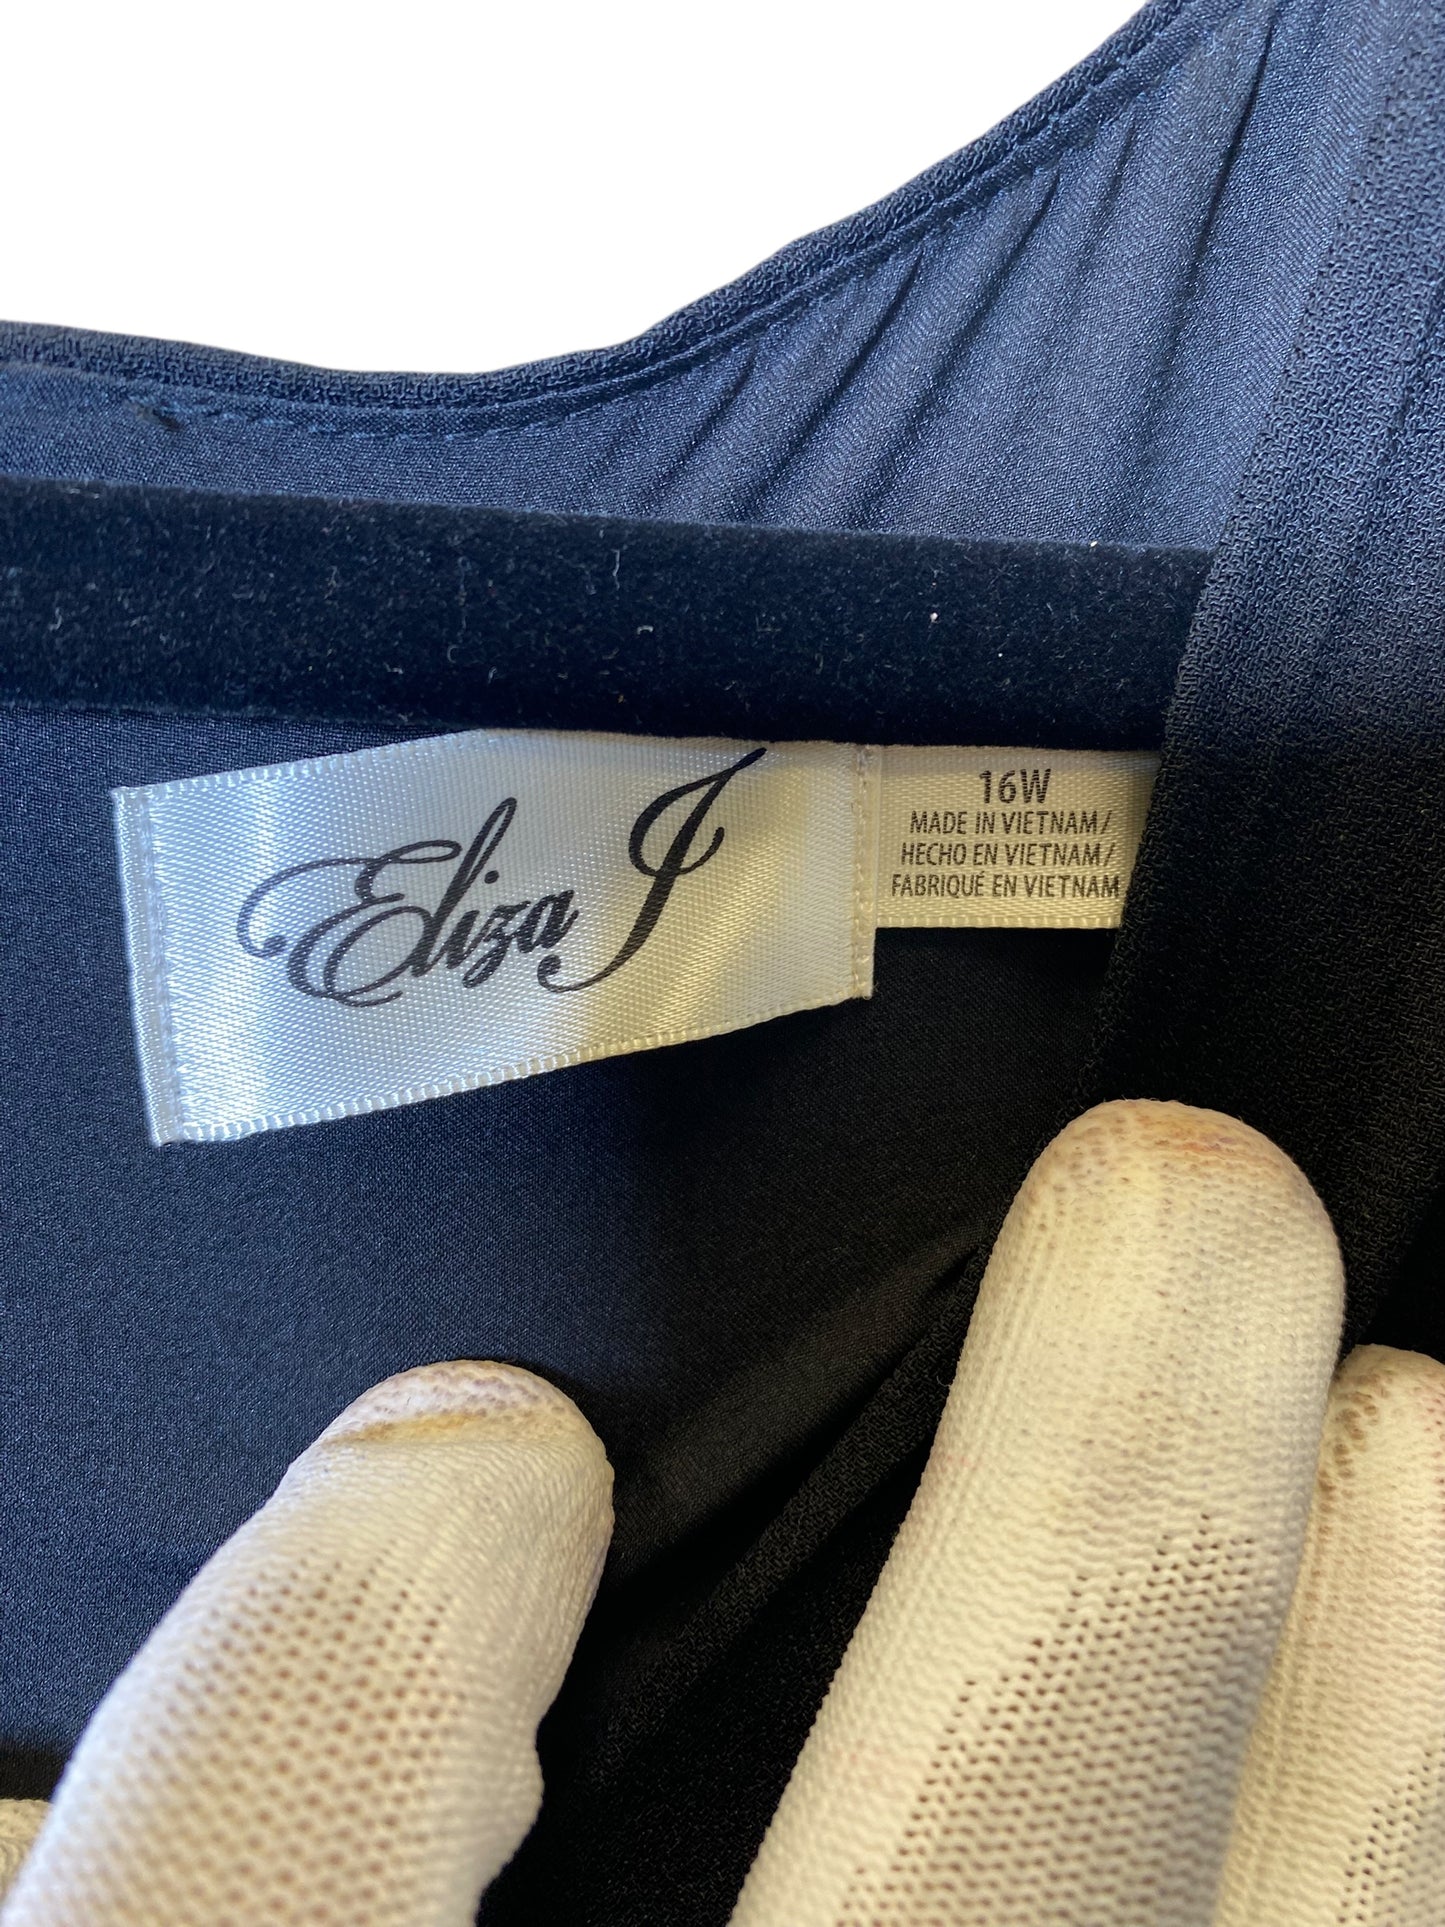 Eliza J
16W
MADE IN VIETNAM/
HECHO EN VIETNAM/
FABRIQUÉ EN VIETNAM